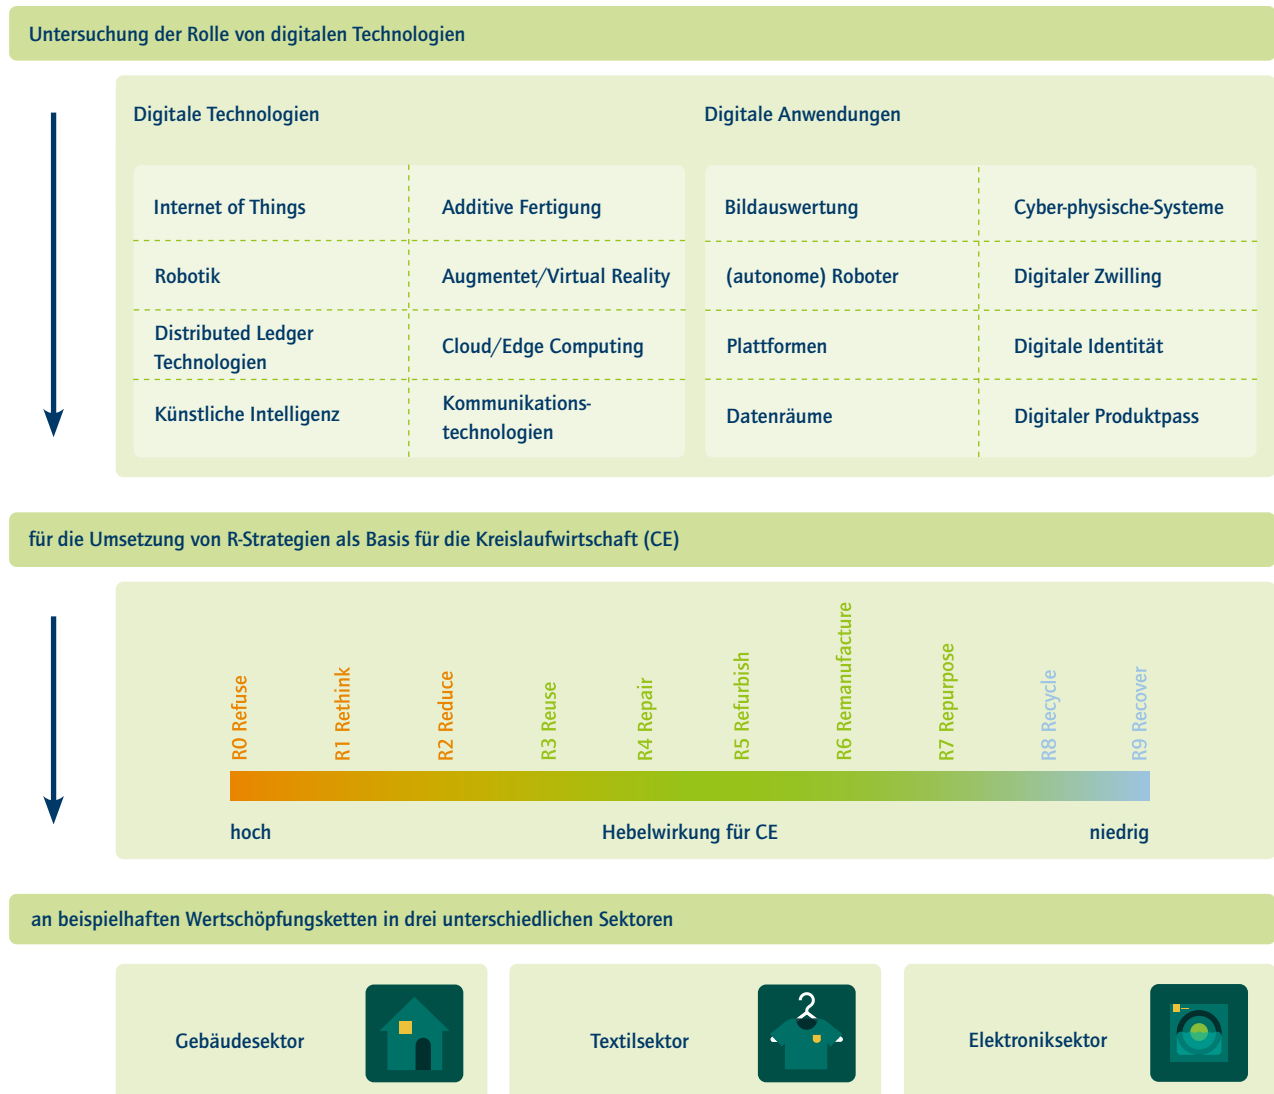 Untersuchung der Rolle von digitalen Technologien
Digitale Technologien
Internet of Things
Additive Fertigung
Robotik
Augmentet/Virtual Reality
Distributed Ledger
Technologien
Cloud/Edge Computing
Künstliche Intelligenz
Kommunikations-
technologien
Digitale Anwendungen
Bildauswertung
Cyber-physische-Systeme
(autonome) Roboter
Digitaler Zwilling
Plattformen
Digitale Identität
Datenräume
Digitaler Produktpass
für die Umsetzung von R-Strategien als Basis für die Kreislaufwirtschaft (CE)
R0 Refuse
R1 Rethink
R2 Reduce
R3 Reuse
R4 Repair
R5 Refurbish
R6 Remanufacture
R7 Repurpose
R8 Recycle
R9 Recover
hoch
Hebelwirkung für CE
niedrig
an beispielhaften Wertschöpfungsketten in drei unterschiedlichen Sektoren
Gebäudesektor
Textilsektor
Elektroniksektor